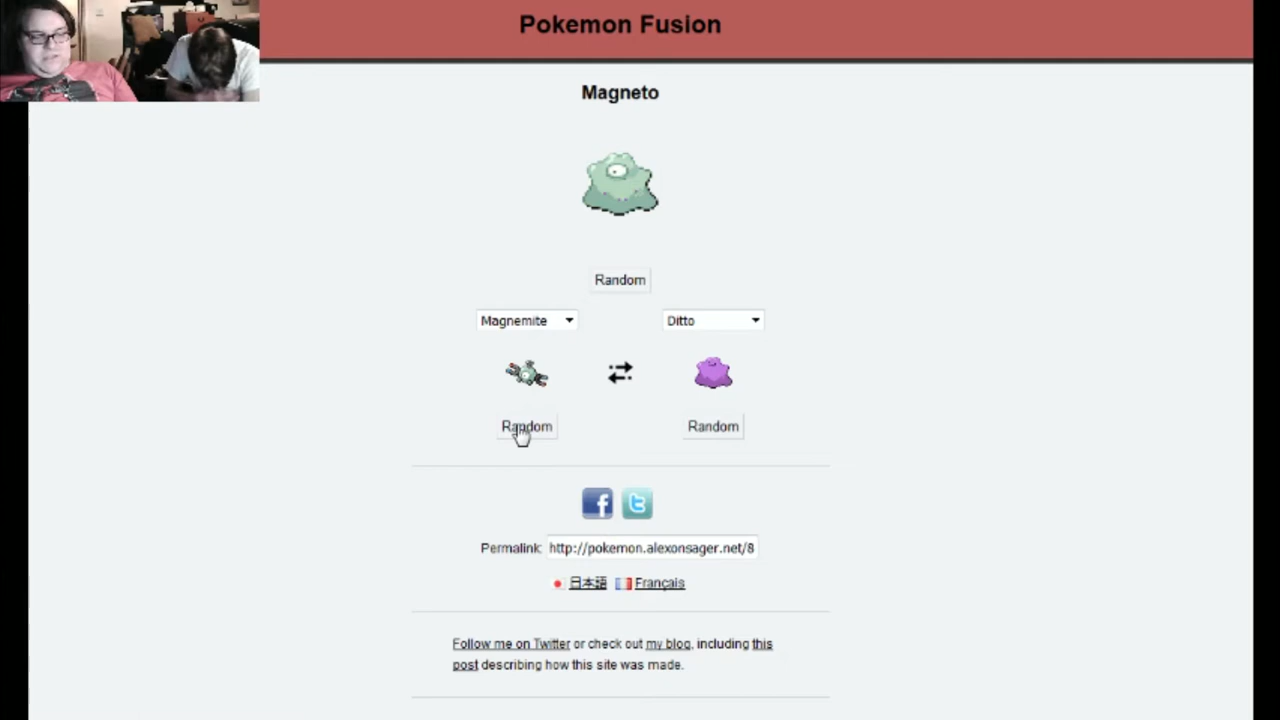 Pokemon Fusion
Magneto
Random
Magnemite Ditto
Random Random
Permalink: http://pokemon.alexonsager.net/8
日本語 Français
Follow me on Twitter or check out my blog, including this
post describing how this site was made.